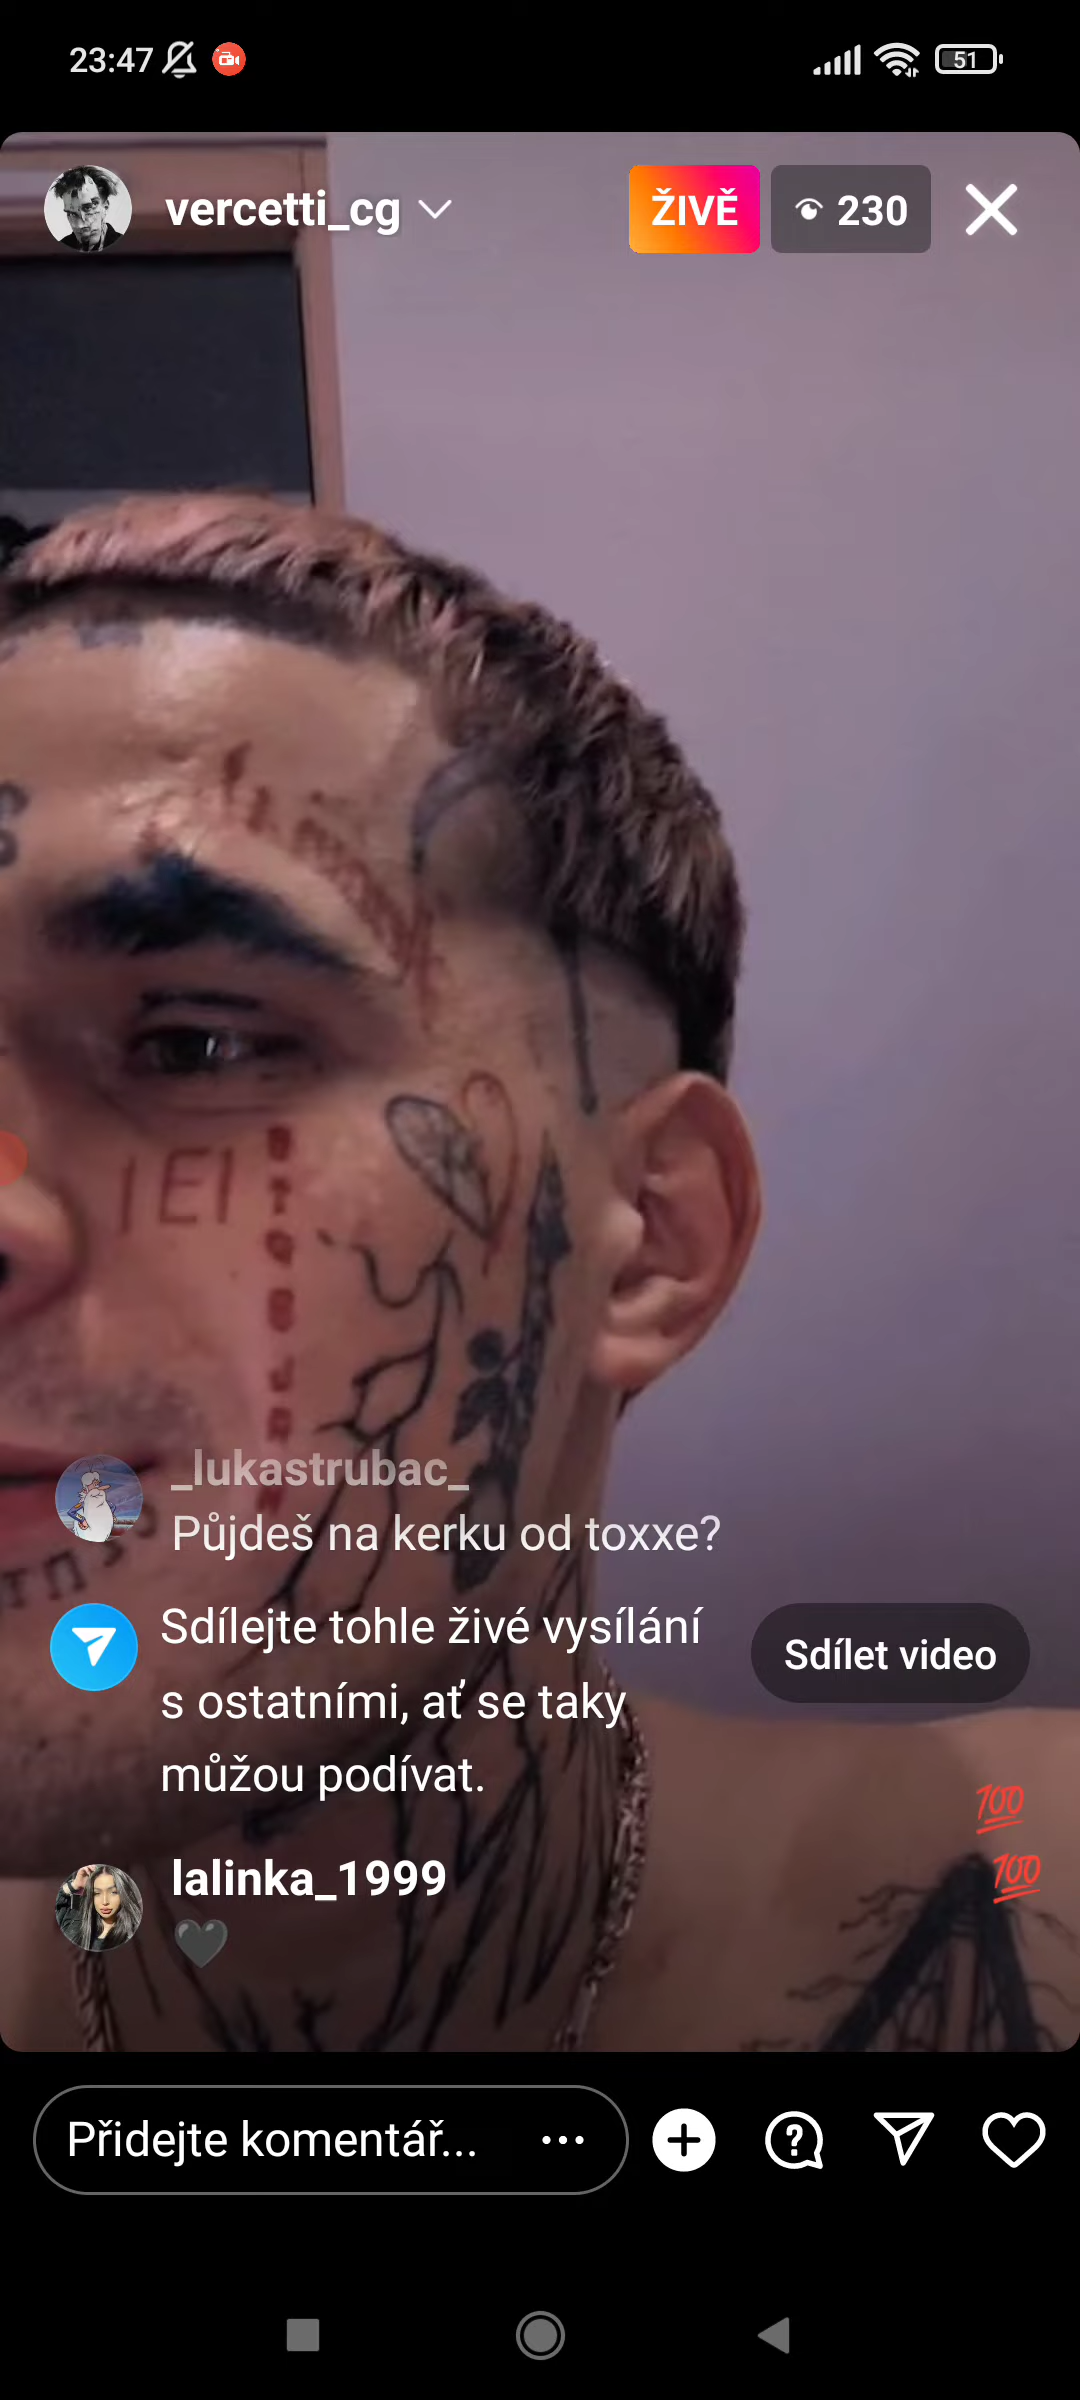 23:47
51
vercetti_cg
ŽIVĚ
230
_lukastrubac_
Půjdeš na kerku od toxxe?
Sdílejte tohle živé vysílání
s ostatními, ať se taky
můžou podívat.
Sdílet video
💯
💯
lalinka_1999
🖤
Přidejte komentář...